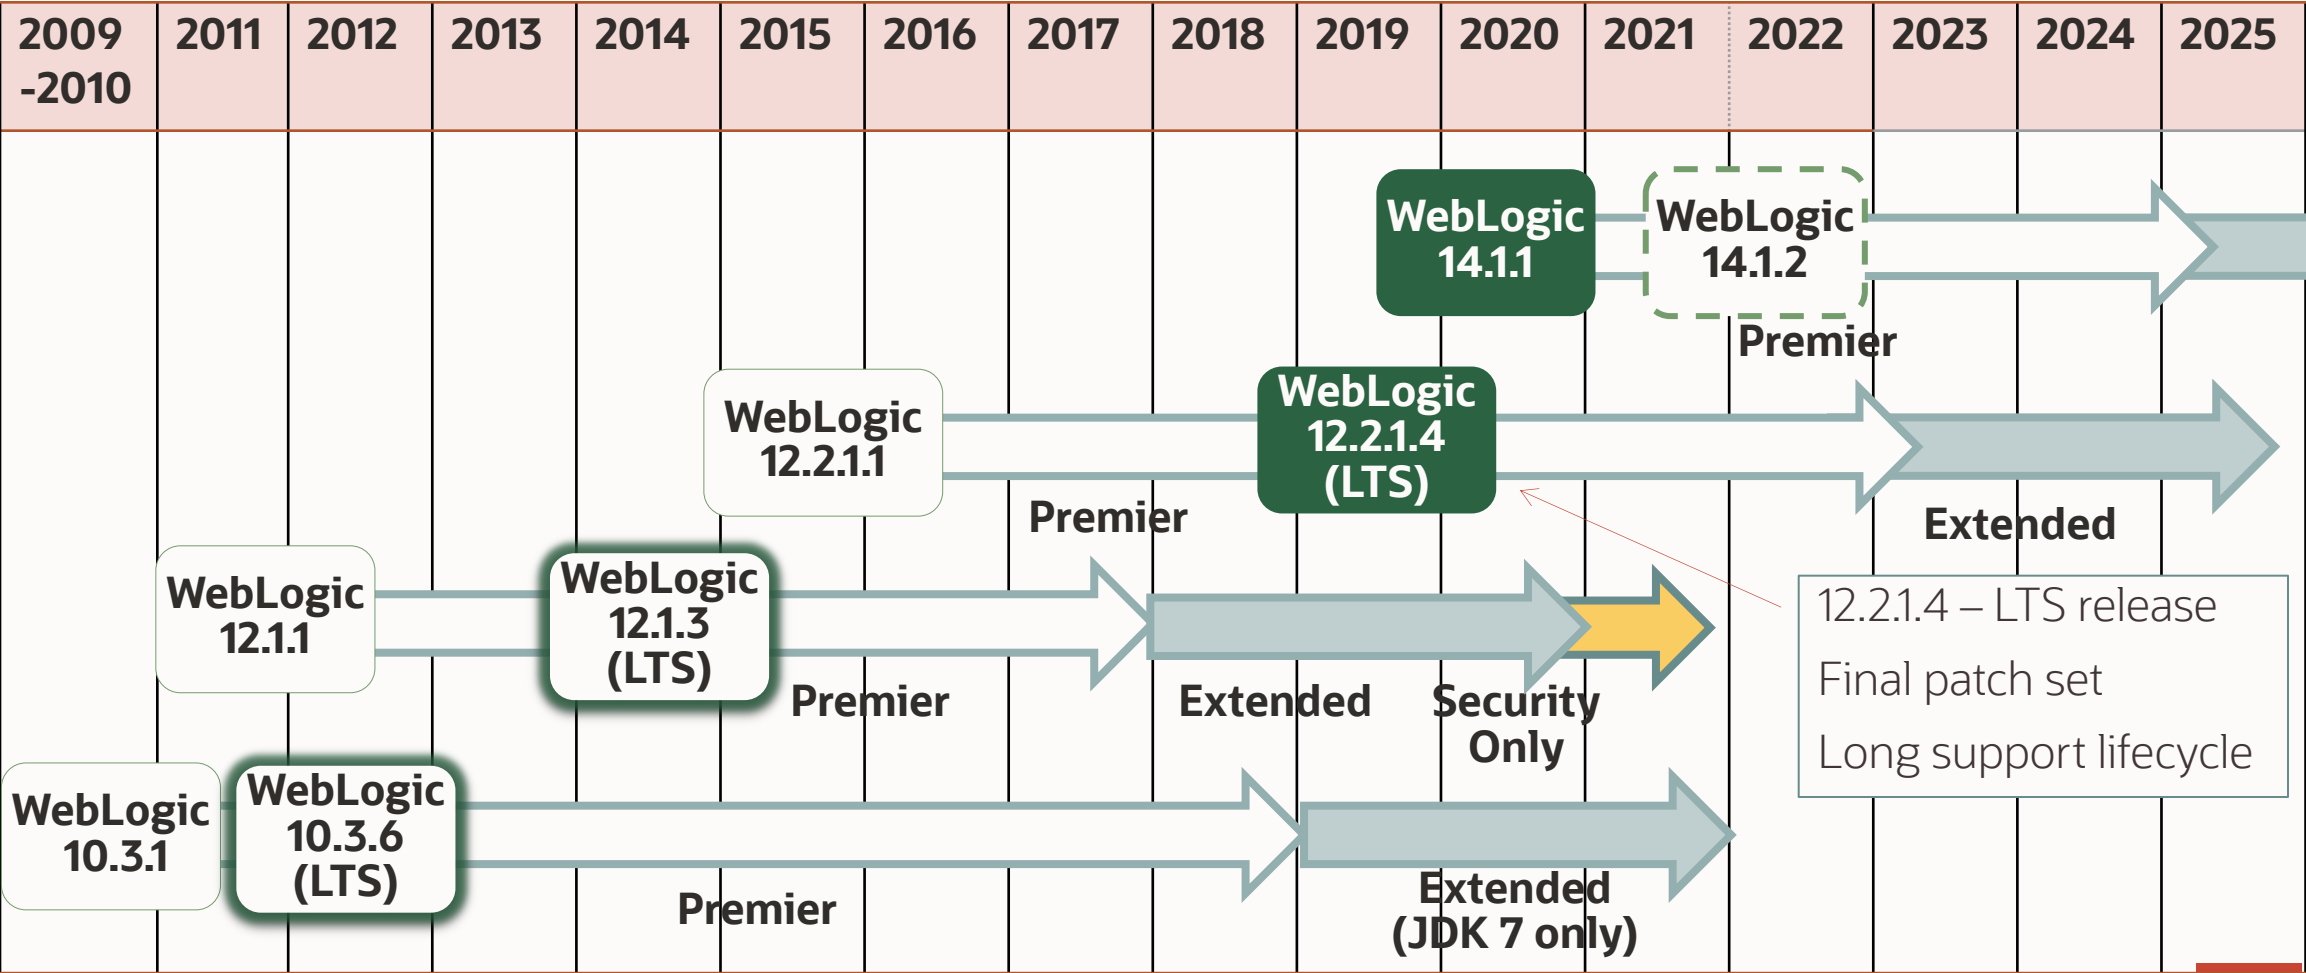 2009
-2010
2011
2012
2013
2014
2015
2016
2017
2018
2019
2020
2021
2022
2023
2024
2025
WebLogic
14.1.1
WebLogic
14.1.2
Premier
WebLogic
12.2.1.1
WebLogic
12.2.1.4
(LTS)
Premier
Extended
WebLogic
12.1.1
WebLogic
12.1.3
(LTS)
Premier
Extended
Security
Only
12.2.1.4 – LTS release
Final patch set
Long support lifecycle
WebLogic
10.3.1
WebLogic
10.3.6
(LTS)
Premier
Extended
(JDK 7 only)